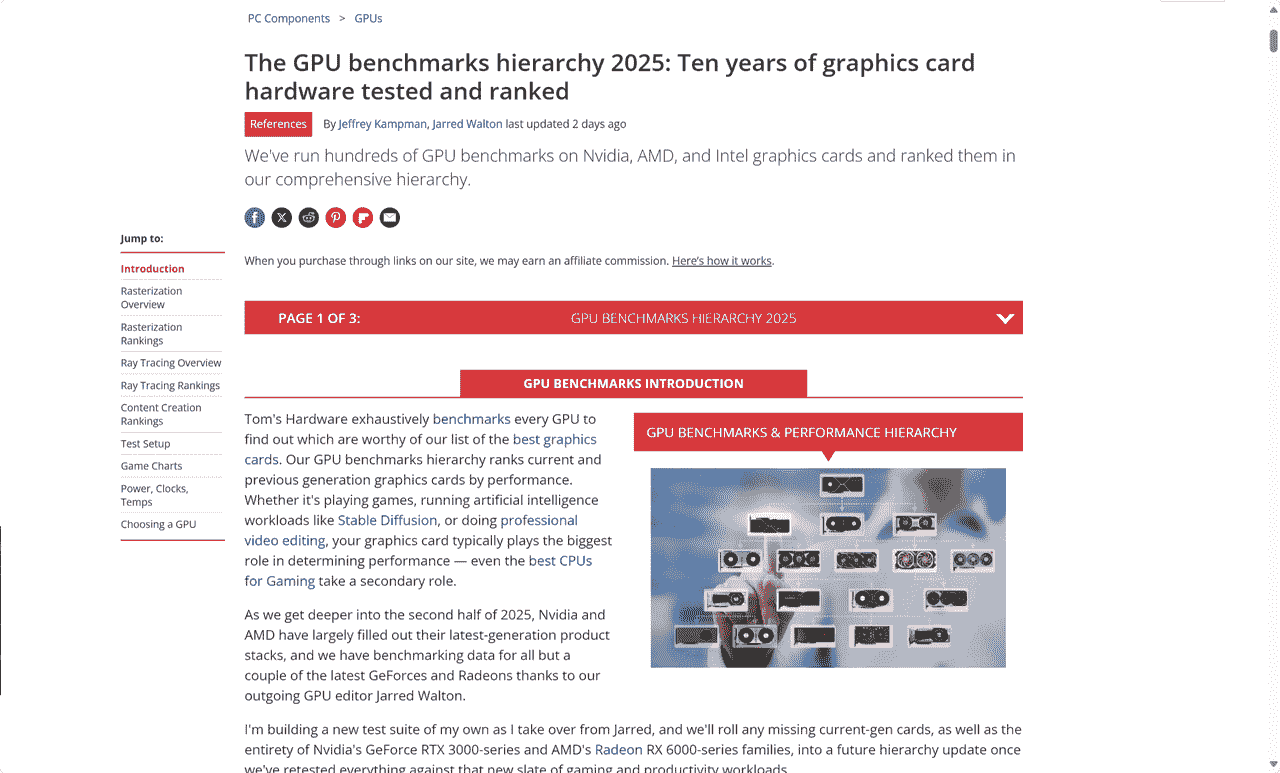 PC Components > GPUs
The GPU benchmarks hierarchy 2025: Ten years of graphics card
hardware tested and ranked
References By Jeffrey Kampman, Jarred Walton last updated 2 days ago
We've run hundreds of GPU benchmarks on Nvidia, AMD, and Intel graphics cards and ranked them in
our comprehensive hierarchy.
Jump to:
Introduction
Rasterization
Overview
Rasterization
Rankings
Ray Tracing Overview
Ray Tracing Rankings
Content Creation
Rankings
Test Setup
Game Charts
Power, Clocks,
Temps
Choosing a GPU
When you purchase through links on our site, we may earn an affiliate commission. Here's how it works.
PAGE 1 OF 3: GPU BENCHMARKS HIERARCHY 2025
GPU BENCHMARKS INTRODUCTION
Tom's Hardware exhaustively benchmarks every GPU to
find out which are worthy of our list of the best graphics
cards. Our GPU benchmarks hierarchy ranks current and
previous generation graphics cards by performance.
Whether it's playing games, running artificial intelligence
workloads like Stable Diffusion, or doing professional
video editing, your graphics card typically plays the biggest
role in determining performance — even the best CPUs
for Gaming take a secondary role.
GPU BENCHMARKS & PERFORMANCE HIERARCHY
As we get deeper into the second half of 2025, Nvidia and
AMD have largely filled out their latest-generation product
stacks, and we have benchmarking data for all but a
couple of the latest GeForces and Radeons thanks to our
outgoing GPU editor Jarred Walton.
I'm building a new test suite of my own as I take over from Jarred, and we'll roll any missing current-gen cards, as well as the
entirety of Nvidia's GeForce RTX 3000-series and AMD's Radeon RX 6000-series families, into a future hierarchy update once
we've retested everything against that new slate of gaming and productivity workloads.